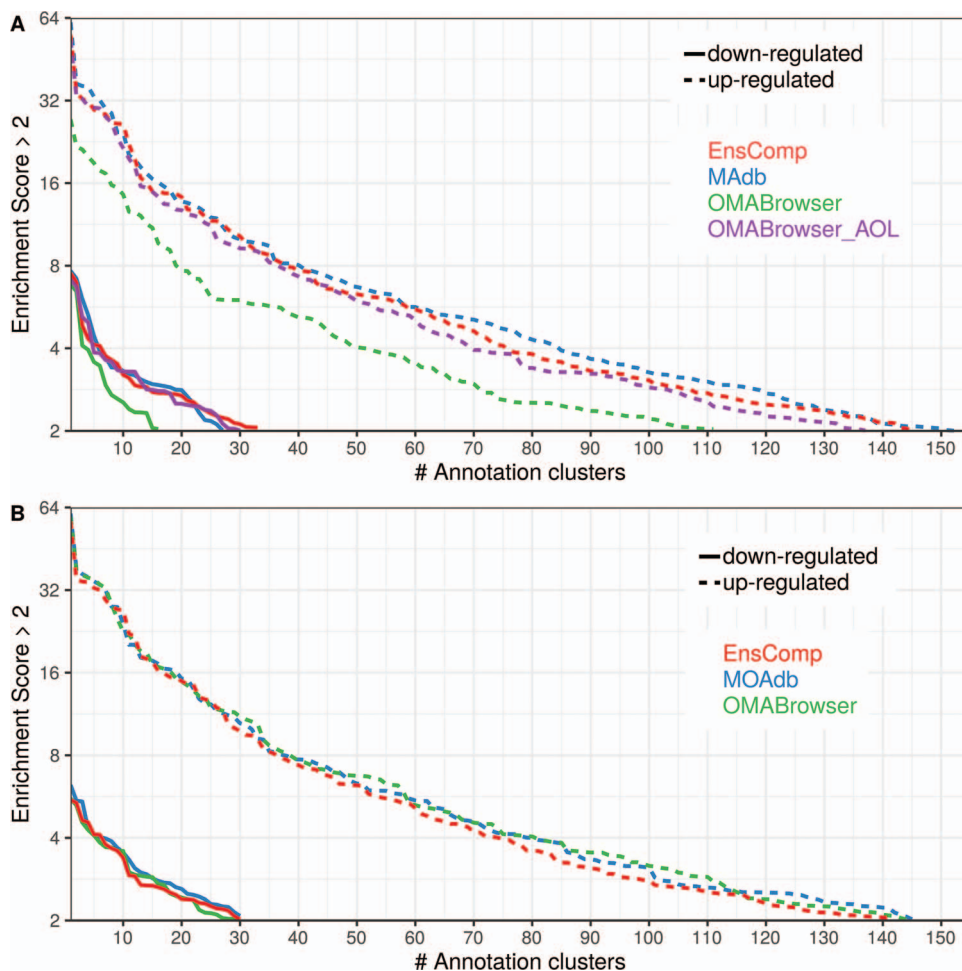 A
64
32
16
8
4
2
Enrichment Score > 2
down-regulated
up-regulated
EnsComp
MAdb
OMABrowser
OMABrowser_AOL
10 20 30 40 50 60 70 80 90 100 110 120 130 140 150
# Annotation clusters
B
64
32
16
8
4
2
Enrichment Score > 2
down-regulated
up-regulated
EnsComp
MOAdb
OMABrowser
10 20 30 40 50 60 70 80 90 100 110 120 130 140 150
# Annotation clusters